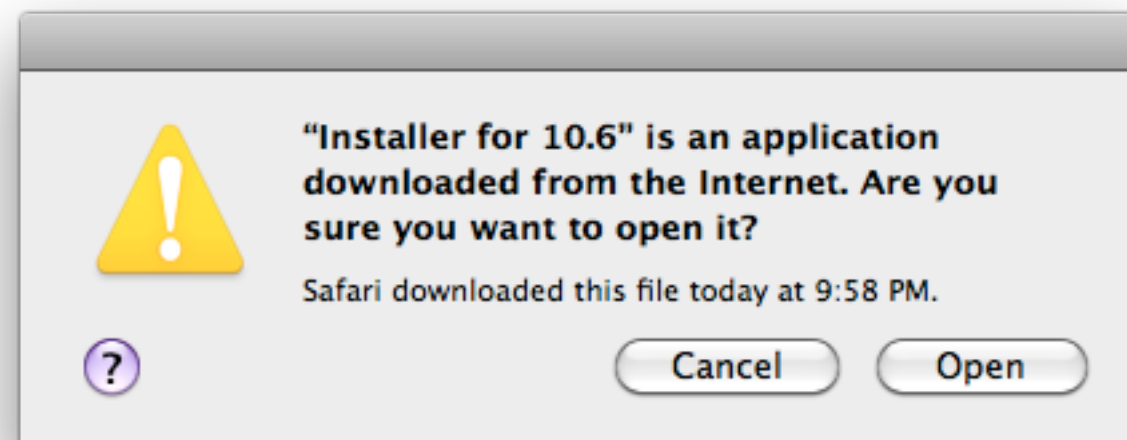 “Installer for 10.6” is an application
downloaded from the Internet. Are you
sure you want to open it?
Safari downloaded this file today at 9:58 PM.
?
Cancel
Open